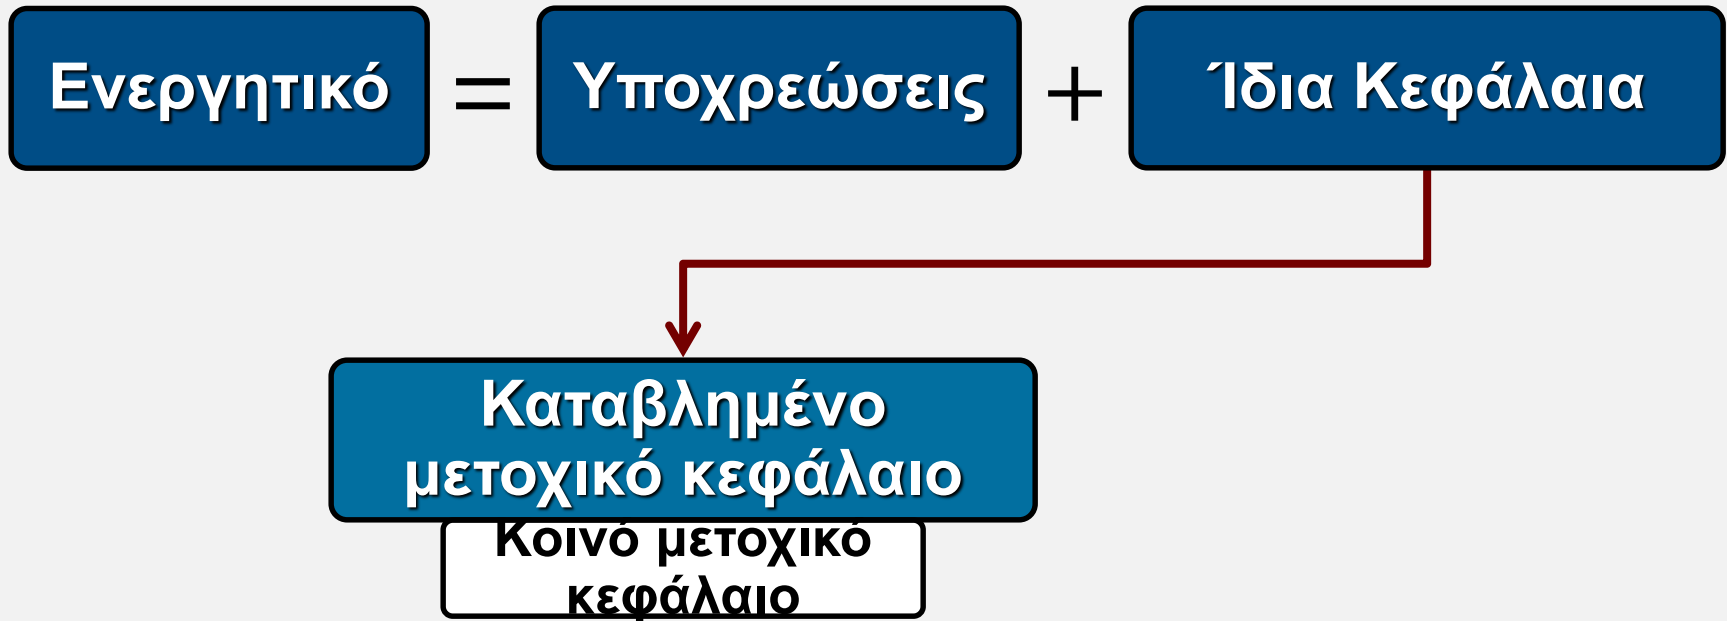 Ενεργητικό = Υποχρεώσεις + Ίδια Κεφάλαια
Καταβλημένο
μετοχικό κεφάλαιο
Κοινό μετοχικό
κεφάλαιο